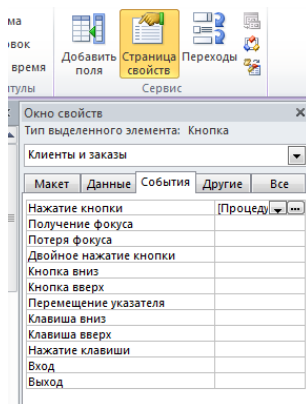 ма
овок
время
Добавить поля
Страница свойств
Переходы
итулы
Сервис
Окно свойств
Тип выделенного элемента: Кнопка
Клиенты и заказы
Макет Данные События Другие Все
Нажатие кнопки [Процеду
Получение фокуса
Потеря фокуса
Двойное нажатие кнопки
Кнопка вниз
Кнопка вверх
Перемещение указателя
Клавиша вниз
Клавиша вверх
Нажатие клавиши
Вход
Выход